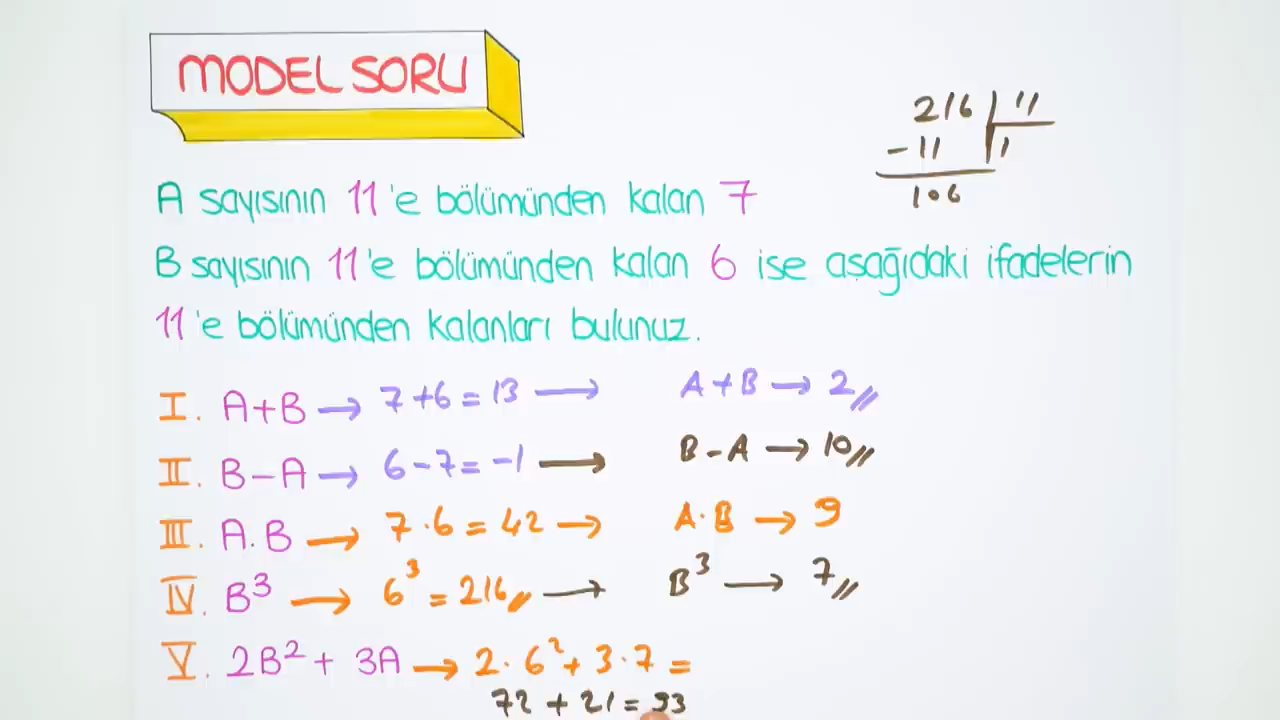 MODEL SORU
216 | 11
-11 1
106
A sayısının 11'e bölümünden kalan 7
B sayısının 11'e bölümünden kalan 6 ise aşağıdaki ifadelerin
11'e bölümünden kalanları bulunuz.
I. A+B → 7+6=13 → A+B → 2//
II. B-A → 6-7=-1 → B-A → 10//
III. A.B → 7.6=42 → A.B → 9
IV. B³ → 6³=216// → B³ → 7//
V. 2B²+3A → 2.6²+3.7=
72+21=93